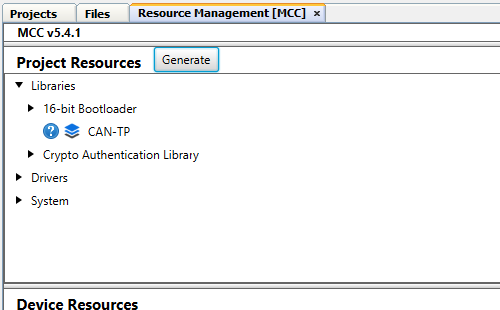 Projects Files Resource Management [MCC] ×
MCC v5.4.1
Project Resources Generate
Libraries
16-bit Bootloader
? CAN-TP
Crypto Authentication Library
Drivers
System
Device Resources